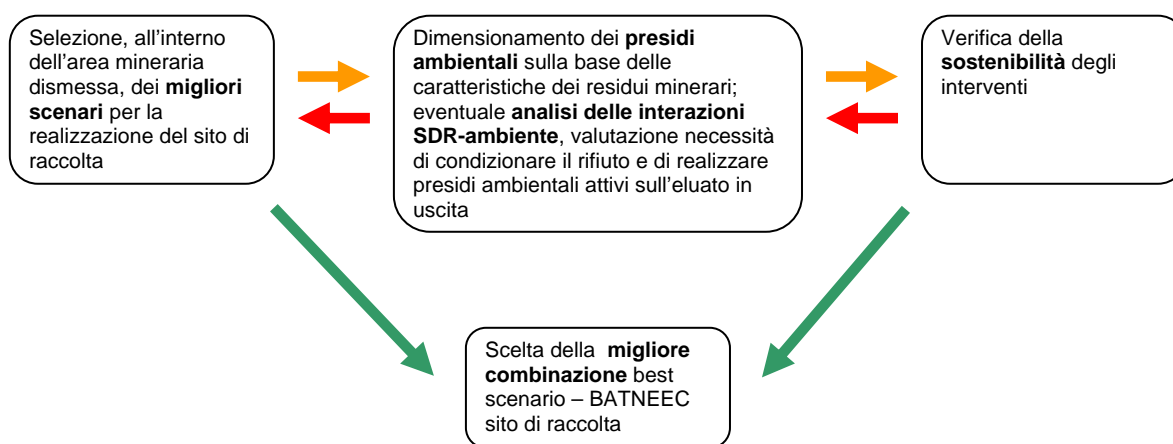 Selezione, all'interno
dell'area mineraria
dismessa, dei migliori
scenari per la
realizzazione del sito di
raccolta
Dimensionamento dei presidi
ambientali sulla base delle
caratteristiche dei residui minerari;
eventuale analisi delle interazioni
SDR-ambiente, valutazione necessità
di condizionare il rifiuto e di realizzare
presidi ambientali attivi sull'eluato in
uscita
Verifica della
sostenibilità degli
interventi
Scelta della migliore
combinazione best
scenario – BATNEEC
sito di raccolta